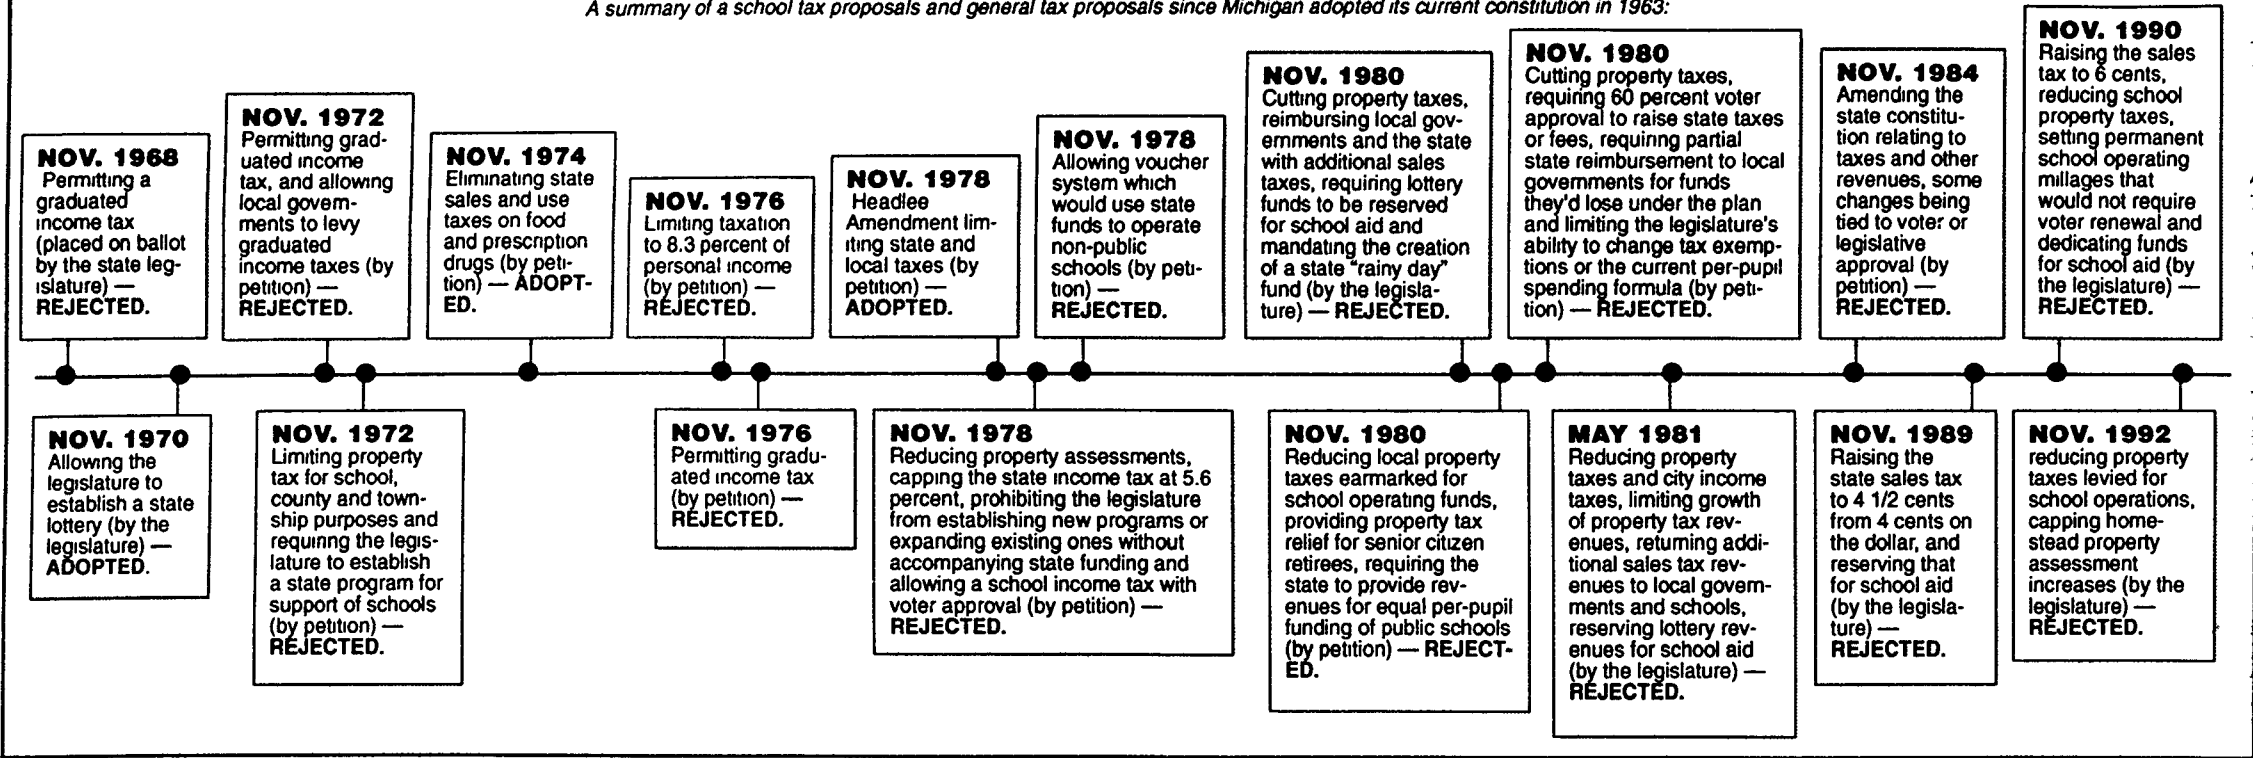 A summary of a school tax proposals and general tax proposals since Michigan adopted its current constitution in 1963:
NOV. 1968
Permitting a
graduated
income tax
(placed on ballot
by the state leg-
islature) —
REJECTED.
NOV. 1970
Allowing the
legislature to
establish a state
lottery (by the
legislature) —
ADOPTED.
NOV. 1972
Permitting grad-
uated income
tax, and allowing
local govern-
ments to levy
graduated
income taxes (by
petition) —
REJECTED.
NOV. 1972
Limiting property
tax for school,
county and town-
ship purposes and
requiring the legis-
lature to establish
a state program for
support of schools
(by petition) —
REJECTED.
NOV. 1974
Eliminating state
sales and use
taxes on food
and prescription
drugs (by peti-
tion) — ADOPT-
ED.
NOV. 1976
Limiting taxation
to 8.3 percent of
personal income
(by petition) —
REJECTED.
NOV. 1976
Permitting gradu-
ated income tax
(by petition) —
REJECTED.
NOV. 1978
Headlee
Amendment lim-
iting state and
local taxes (by
petition) —
ADOPTED.
NOV. 1978
Reducing property assessments,
capping the state income tax at 5.6
percent, prohibiting the legislature
from establishing new programs or
expanding existing ones without
accompanying state funding and
allowing a school income tax with
voter approval (by petition) —
REJECTED.
NOV. 1978
Allowing voucher
system which
would use state
funds to operate
non-public
schools (by peti-
tion) —
REJECTED.
NOV. 1980
Cutting property taxes,
reimbursing local gov-
ernments and the state
with additional sales
taxes, requiring lottery
funds to be reserved
for school aid and
mandating the creation
of a state "rainy day"
fund (by the legisla-
ture) — REJECTED.
NOV. 1980
Reducing local property
taxes earmarked for
school operating funds,
providing property tax
relief for senior citizen
retirees, requiring the
state to provide rev-
enues for equal per-pupil
funding of public schools
(by petition) — REJECT-
ED.
NOV. 1980
Cutting property taxes,
requiring 60 percent voter
approval to raise state taxes
or fees, requiring partial
state reimbursement to local
governments for funds
they'd lose under the plan
and limiting the legislature's
ability to change tax exemp-
tions or the current per-pupil
spending formula (by peti-
tion) — REJECTED.
MAY 1981
Reducing property
taxes and city income
taxes, limiting growth
of property tax rev-
enues, returning addi-
tional sales tax rev-
enues to local govern-
ments and schools,
reserving lottery rev-
enues for school aid
(by the legislature) —
REJECTED.
NOV. 1984
Amending the
state constitu-
tion relating to
taxes and other
revenues, some
changes being
tied to voter or
legislative
approval (by
petition) —
REJECTED.
NOV. 1989
Raising the
state sales tax
to 4 1/2 cents
from 4 cents on
the dollar, and
reserving that
for school aid
(by the legisla-
ture) —
REJECTED.
NOV. 1990
Raising the sales
tax to 6 cents,
reducing school
property taxes,
setting permanent
school operating
millages that
would not require
voter renewal and
dedicating funds
for school aid (by
the legislature) —
REJECTED.
NOV. 1992
reducing property
taxes levied for
school operations,
capping home-
stead property
assessment
increases (by the
legislature) —
REJECTED.